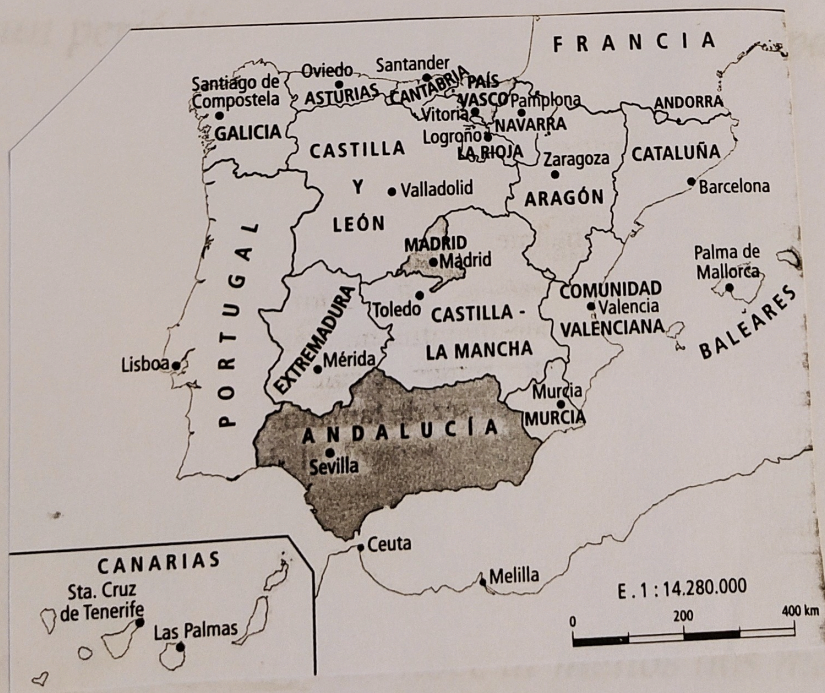 FRANCIA
Santiago de
Compostela
GALICIA
Oviedo
ASTURIAS
Santander
CANTABRIA
PAÍS
VASCO
Vitoria
Pamplona
NAVARRA
Logroño
LA RIOJA
ANDORRA
CASTILLA
Y
LEÓN
Valladolid
Zaragoza
ARAGÓN
CATALUÑA
Barcelona
PORTUGAL
Lisboa
MADRID
Madrid
Toledo
CASTILLA -
LA MANCHA
EXTREMADURA
Mérida
COMUNIDAD
Valencia
VALENCIANA
Palma de
Mallorca
BALEARES
Murcia
MURCIA
ANDALUCÍA
Sevilla
Ceuta
Melilla
CANARIAS
Sta. Cruz
de Tenerife
Las Palmas
E. 1 : 14.280.000
0 200 400 km